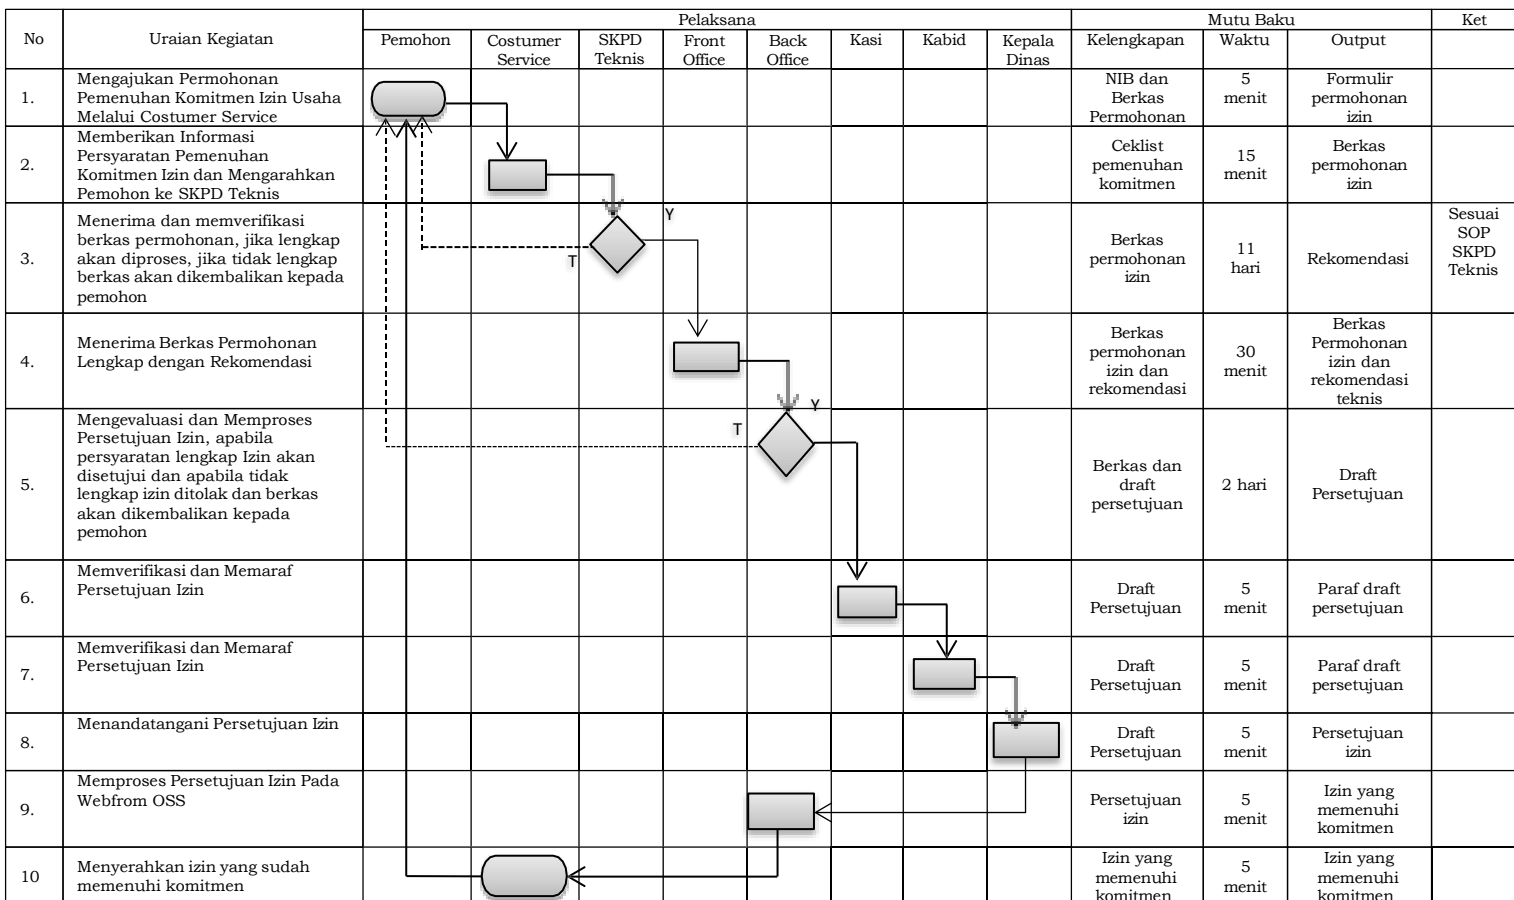 Pelaksana
Mutu Baku
Ket
No
Uraian Kegiatan
Pemohon
Costumer
Service
SKPD
Teknis
Front
Office
Back
Office
Kasi
Kabid
Kepala
Dinas
Kelengkapan
Waktu
Output
1.
Mengajukan Permohonan
Pemenuhan Komitmen Izin Usaha
Melalui Costumer Service
NIB dan
Berkas
Permohonan
5
menit
Formulir
permohonan
izin
2.
Memberikan Informasi
Persyaratan Pemenuhan
Komitmen Izin dan Mengarahkan
Pemohon ke SKPD Teknis
Ceklist
pemenuhan
komitmen
15
menit
Berkas
permohonan
izin
3.
Menerima dan memverifikasi
berkas permohonan, jika lengkap
akan diproses, jika tidak lengkap
berkas akan dikembalikan kepada
pemohon
Y
T
Berkas
permohonan
izin
11
hari
Rekomendasi
Sesuai
SOP
SKPD
Teknis
4.
Menerima Berkas Permohonan
Lengkap dengan Rekomendasi
Berkas
permohonan
izin dan
rekomendasi
30
menit
Berkas
Permohonan
izin dan
rekomendasi
teknis
5.
Mengevaluasi dan Memproses
Persetujuan Izin, apabila
persyaratan lengkap Izin akan
disetujui dan apabila tidak
lengkap izin ditolak dan berkas
akan dikembalikan kepada
pemohon
Y
T
Berkas dan
draft
persetujuan
2 hari
Draft
Persetujuan
6.
Memverifikasi dan Memaraf
Persetujuan Izin
Draft
Persetujuan
5
menit
Paraf draft
persetujuan
7.
Memverifikasi dan Memaraf
Persetujuan Izin
Draft
Persetujuan
5
menit
Paraf draft
persetujuan
8.
Menandatangani Persetujuan Izin
Draft
Persetujuan
5
menit
Persetujuan
izin
9.
Memproses Persetujuan Izin Pada
Webfrom OSS
Persetujuan
izin
5
menit
Izin yang
memenuhi
komitmen
10
Menyerahkan izin yang sudah
memenuhi komitmen
Izin yang
memenuhi
komitmen
5
menit
Izin yang
memenuhi
komitmen